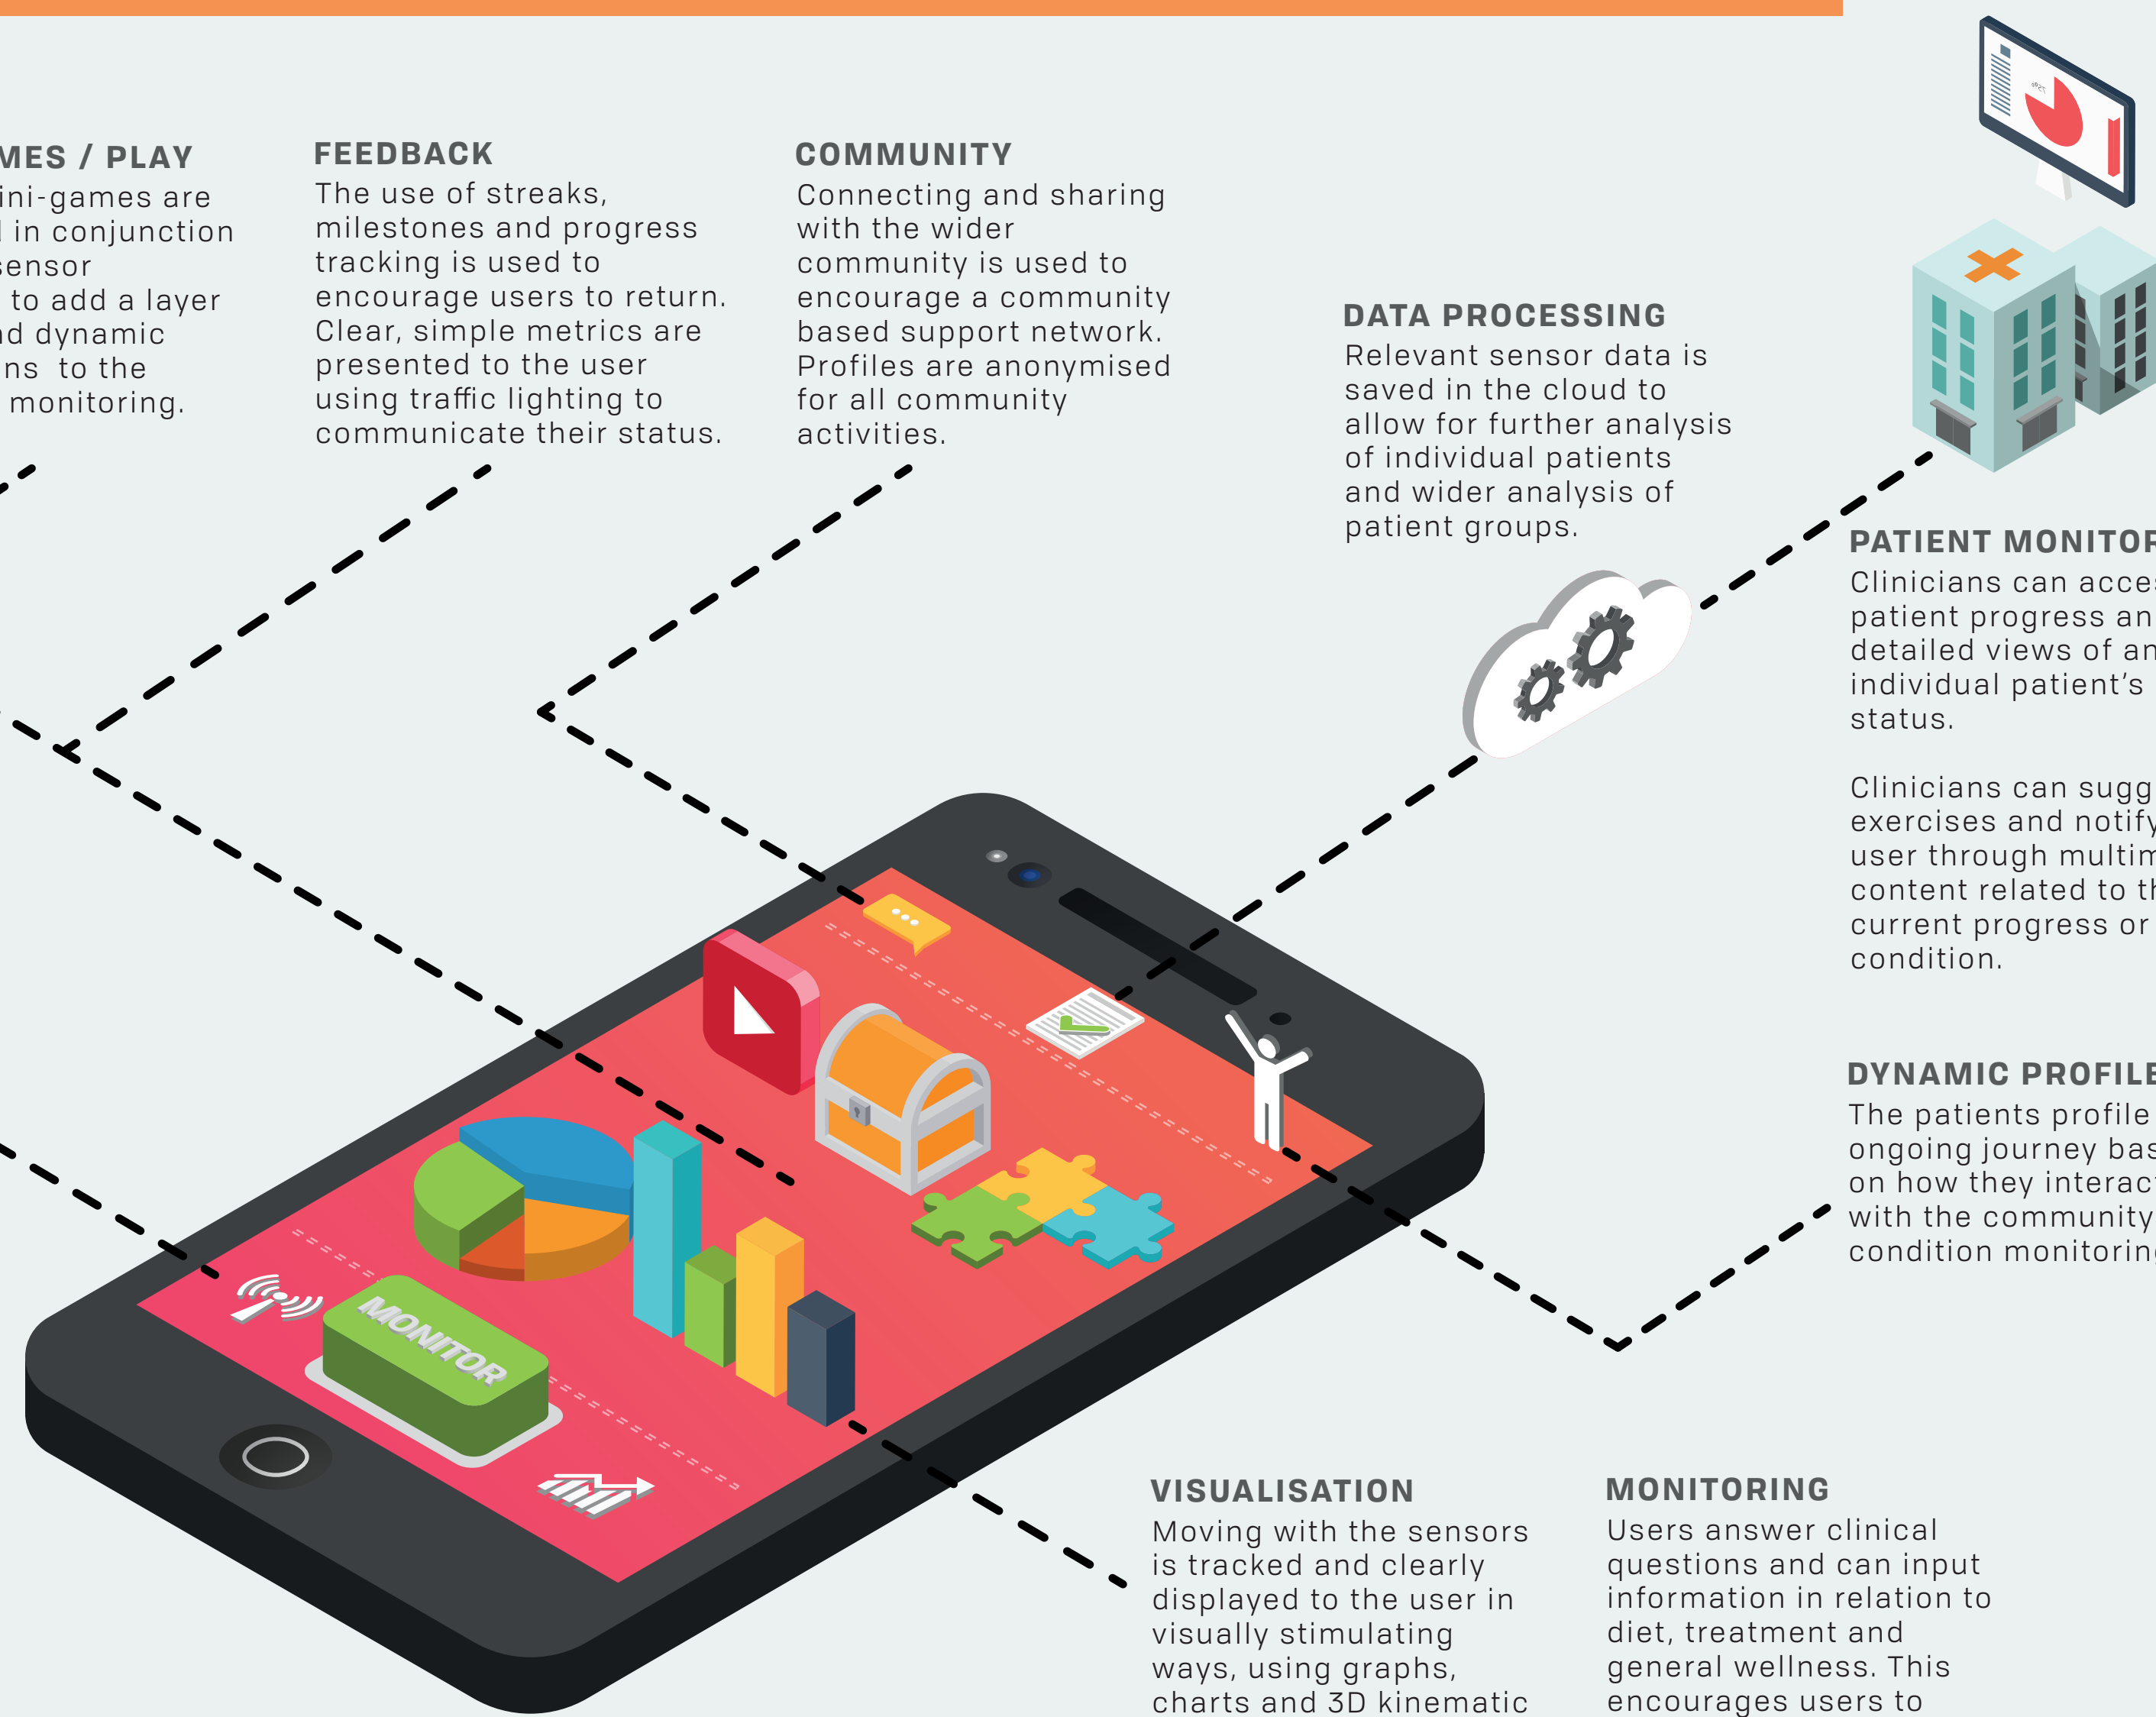 MES / PLAY
ini-games are
in conjunction
sensor
to add a layer
nd dynamic
ns to the
monitoring.
FEEDBACK
The use of streaks,
milestones and progress
tracking is used to
encourage users to return.
Clear, simple metrics are
presented to the user
using traffic lighting to
communicate their status.
COMMUNITY
Connecting and sharing
with the wider
community is used to
encourage a community
based support network.
Profiles are anonymised
for all community
activities.
DATA PROCESSING
Relevant sensor data is
saved in the cloud to
allow for further analysis
of individual patients
and wider analysis of
patient groups.
PATIENT MONITOR
Clinicians can acces
patient progress an
detailed views of an
individual patient's
status.
Clinicians can sugg
exercises and notify
user through multim
content related to th
current progress or
condition.
DYNAMIC PROFILE
The patients profile
ongoing journey bas
on how they interac
with the community
condition monitoring
MONITOR
VISUALISATION
Moving with the sensors
is tracked and clearly
displayed to the user in
visually stimulating
ways, using graphs,
charts and 3D kinematic
MONITORING
Users answer clinical
questions and can input
information in relation to
diet, treatment and
general wellness. This
encourages users to